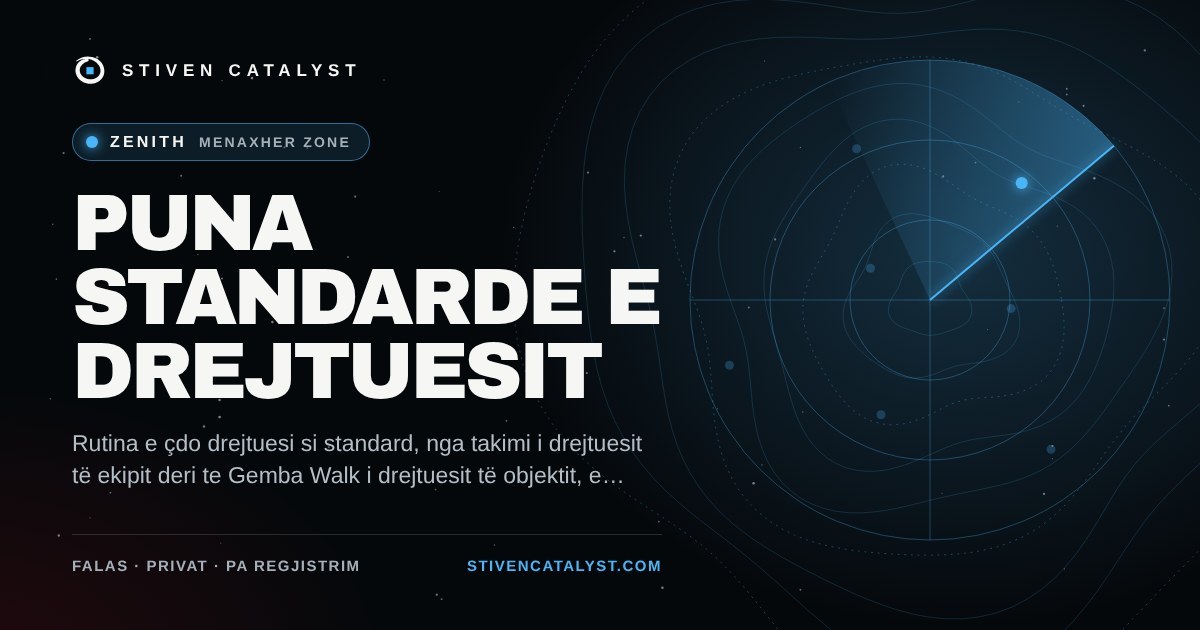 STIVEN CATALYST
ZENITH MENAXHER ZONE
PUNA
STANDARDE E
DREJTUESIT
Rutina e çdo drejtuesi si standard, nga takimi i drejtuesit
të ekipit deri te Gemba Walk i drejtuesit të objektit, e…
FALAS · PRIVAT · PA REGJISTRIM
STIVENCATALYST.COM